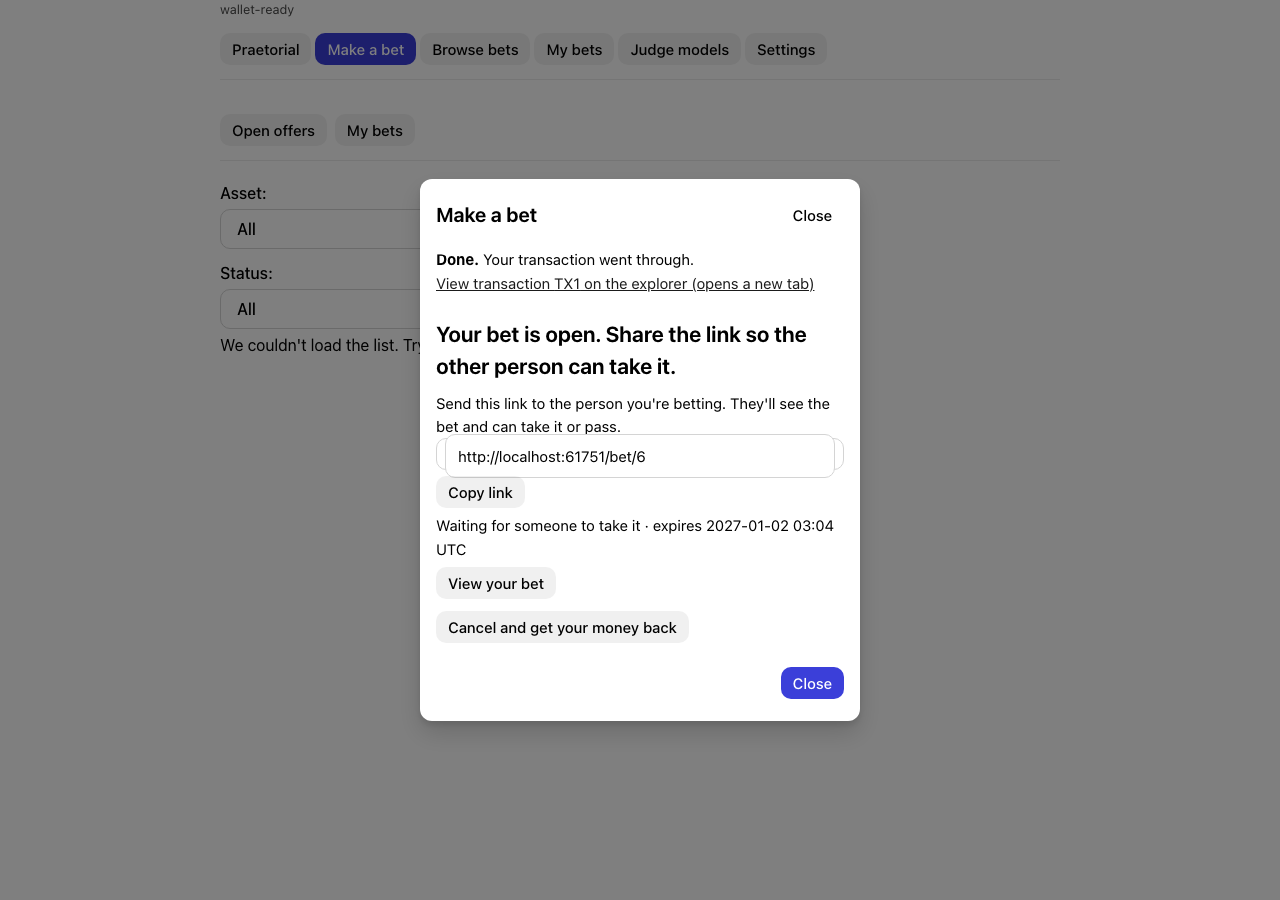 wallet-ready
Praetorial Make a bet Browse bets My bets Judge models Settings
Open offers My bets
Asset:
All
Status:
All
We couldn't load the list.
Make a bet Close
Done. Your transaction went through.
View transaction TX1 on the explorer (opens a new tab)
Your bet is open. Share the link so the
other person can take it.
Send this link to the person you're betting. They'll see the
bet and can take it or pass.
http://localhost:61751/bet/6
Copy link
Waiting for someone to take it · expires 2027-01-02 03:04
UTC
View your bet
Cancel and get your money back
Close